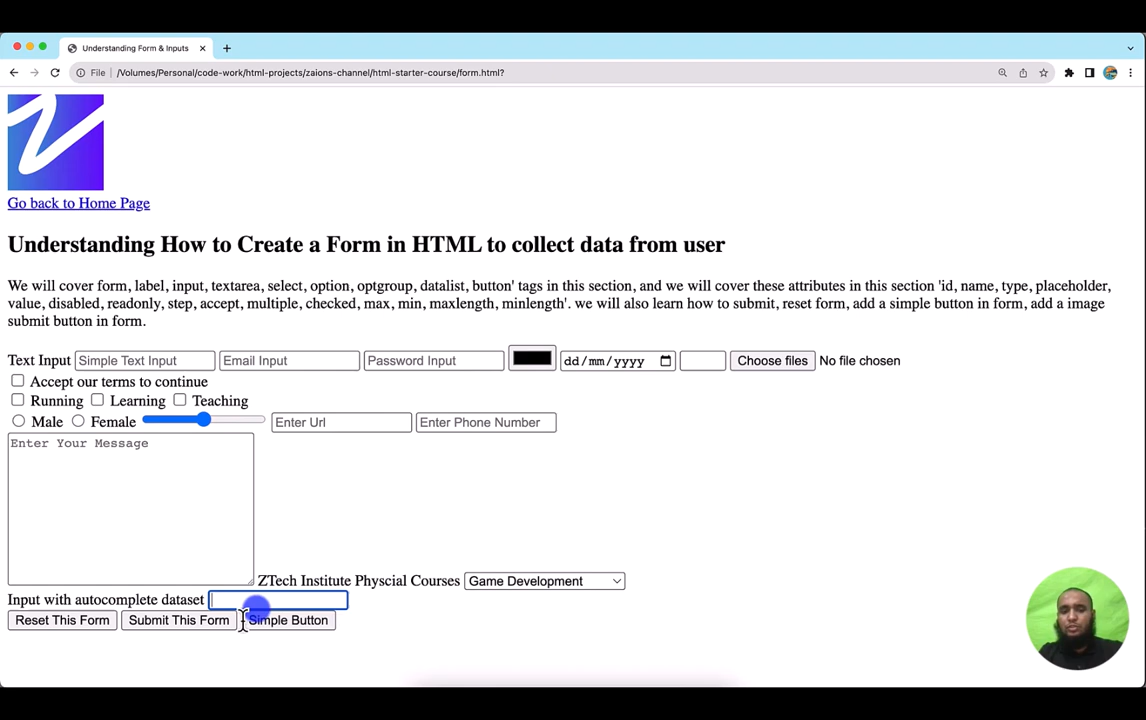 Understanding Form & Inputs
File /Volumes/Personal/code-work/html-projects/zaions-channel/html-starter-course/form.html?
Go back to Home Page
Understanding How to Create a Form in HTML to collect data from user
We will cover form, label, input, textarea, select, option, optgroup, datalist, button' tags in this section, and we will cover these attributes in this section 'id, name, type, placeholder,
value, disabled, readonly, step, accept, multiple, checked, max, min, maxlength, minlength'. we will also learn how to submit, reset form, add a simple button in form, add a image
submit button in form.
Text Input Simple Text Input Email Input Password Input dd/mm/yyyy Choose files No file chosen
Accept our terms to continue
Running Learning Teaching
Male Female Enter Url Enter Phone Number
Enter Your Message
ZTech Institute Physcial Courses Game Development
Input with autocomplete dataset
Reset This Form Submit This Form Simple Button